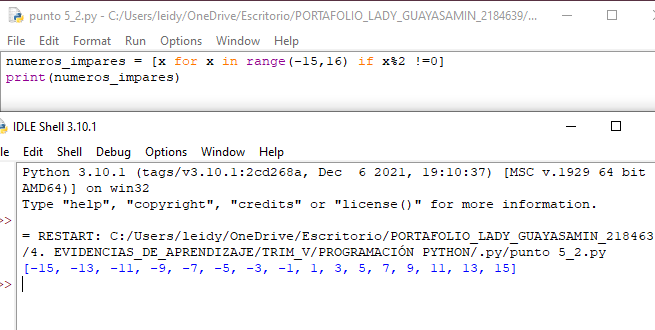 punto 5_2.py - C:/Users/leidy/OneDrive/Escritorio/PORTAFOLIO_LADY_GUAYASAMIN_2184639/...
File Edit Format Run Options Window Help
numeros_impares = [x for x in range(-15,16) if x%2 !=0]
print(numeros_impares)
IDLE Shell 3.10.1
le Edit Shell Debug Options Window Help
Python 3.10.1 (tags/v3.10.1:2cd268a, Dec  6 2021, 19:10:37) [MSC v.1929 64 bit
AMD64)] on win32
Type "help", "copyright", "credits" or "license()" for more information.
>>
= RESTART: C:/Users/leidy/OneDrive/Escritorio/PORTAFOLIO_LADY_GUAYASAMIN_218463
/4. EVIDENCIAS_DE_APRENDIZAJE/TRIM_V/PROGRAMACIÓN PYTHON/.py/punto 5_2.py
[-15, -13, -11, -9, -7, -5, -3, -1, 1, 3, 5, 7, 9, 11, 13, 15]
>>